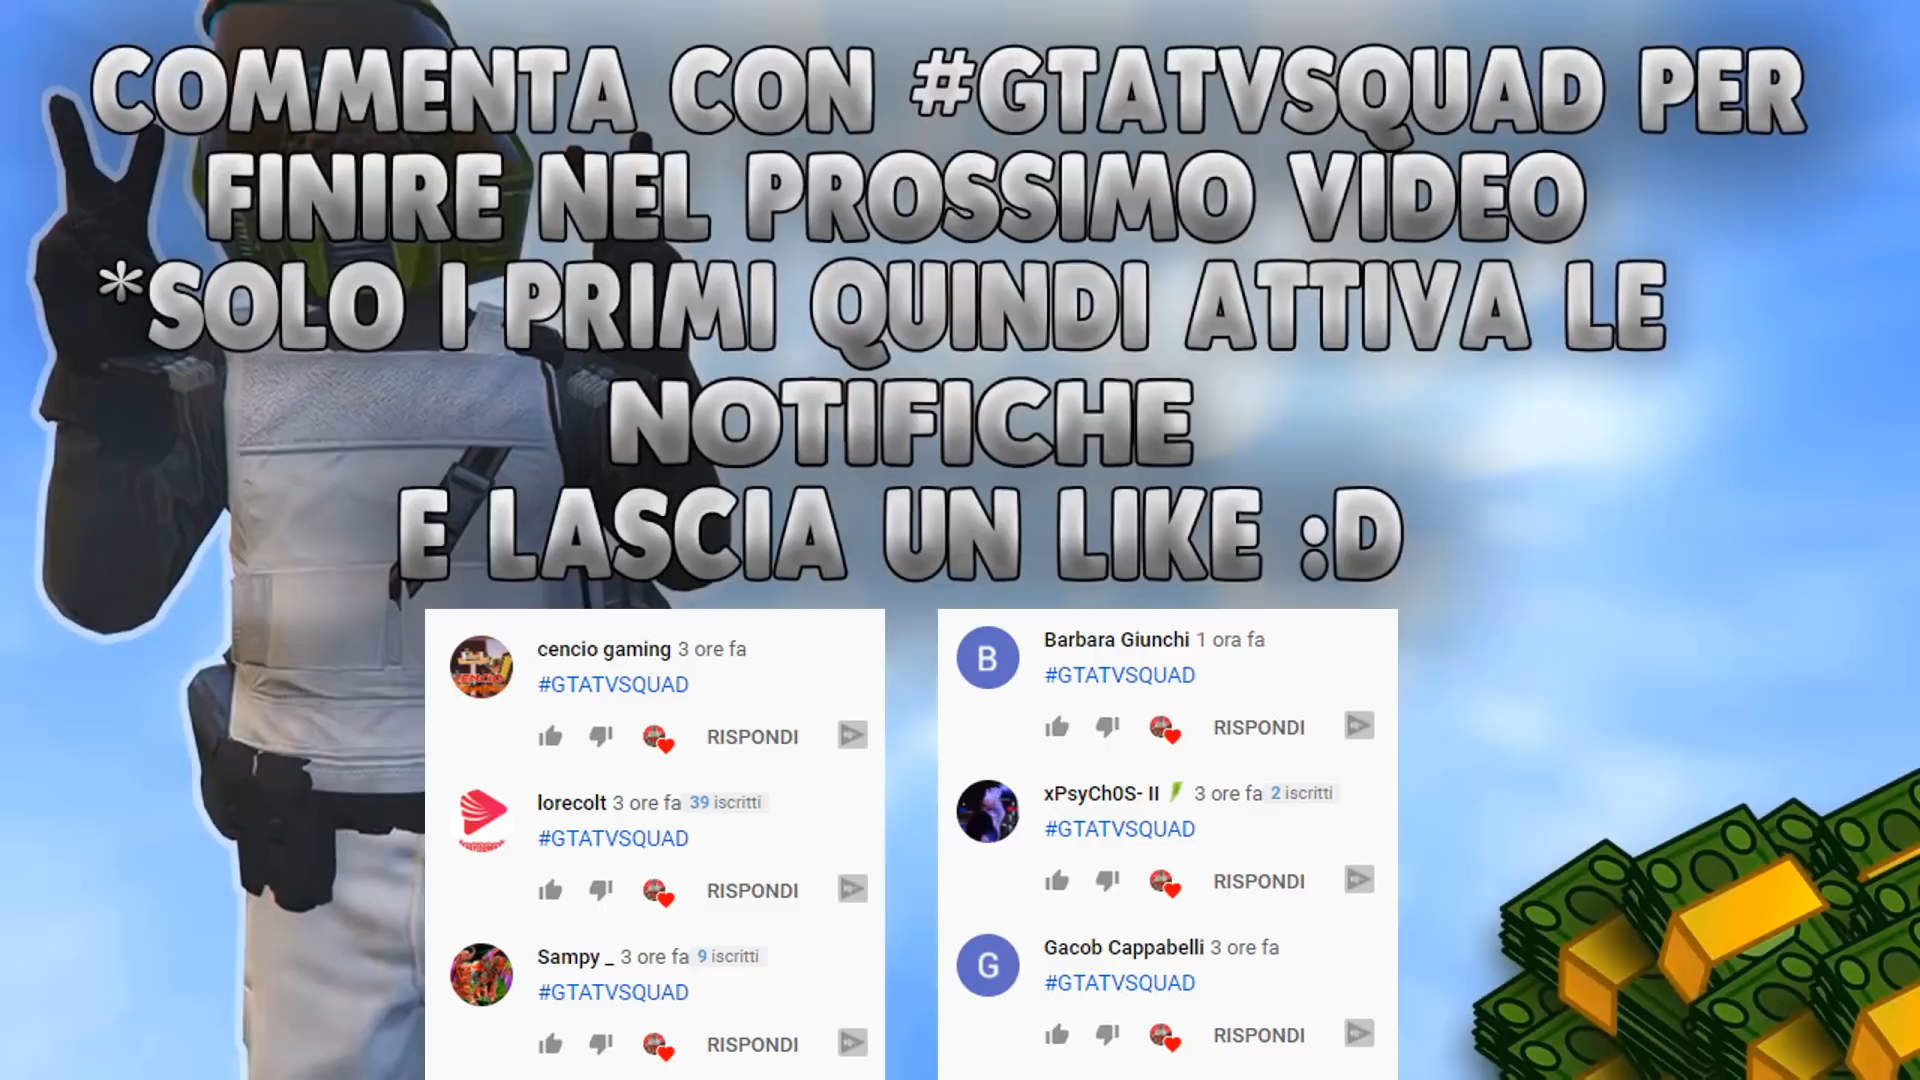 COMMENTA CON #GTATVSQUAD PER
FINIRE NEL PROSSIMO VIDEO
*SOLO I PRIMI QUINDI ATTIVA LE
NOTIFICHE
E LASCIA UN LIKE :D
cencio gaming 3 ore fa
#GTATVSQUAD
RISPONDI
lorecolt 3 ore fa 39 iscritti
#GTATVSQUAD
RISPONDI
Sampy _ 3 ore fa 9 iscritti
#GTATVSQUAD
RISPONDI
B
Barbara Giunchi 1 ora fa
#GTATVSQUAD
RISPONDI
xPsyCh0S- II 3 ore fa 2 iscritti
#GTATVSQUAD
RISPONDI
G
Gacob Cappabelli 3 ore fa
#GTATVSQUAD
RISPONDI